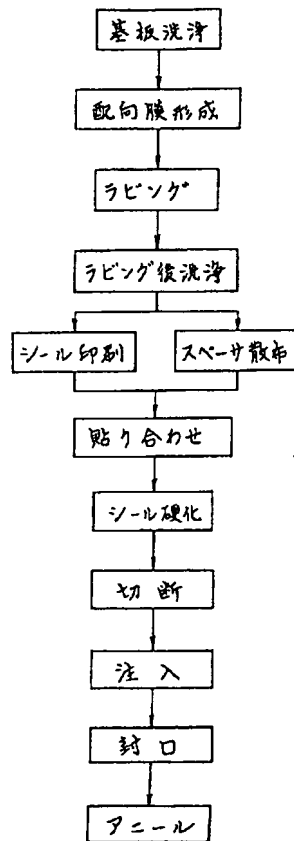 基板洗浄
配向膜形成
ラビング
ラビング後洗浄
シール印刷
スペーサ散布
貼り合わせ
シール硬化
切断
注入
封口
アニール